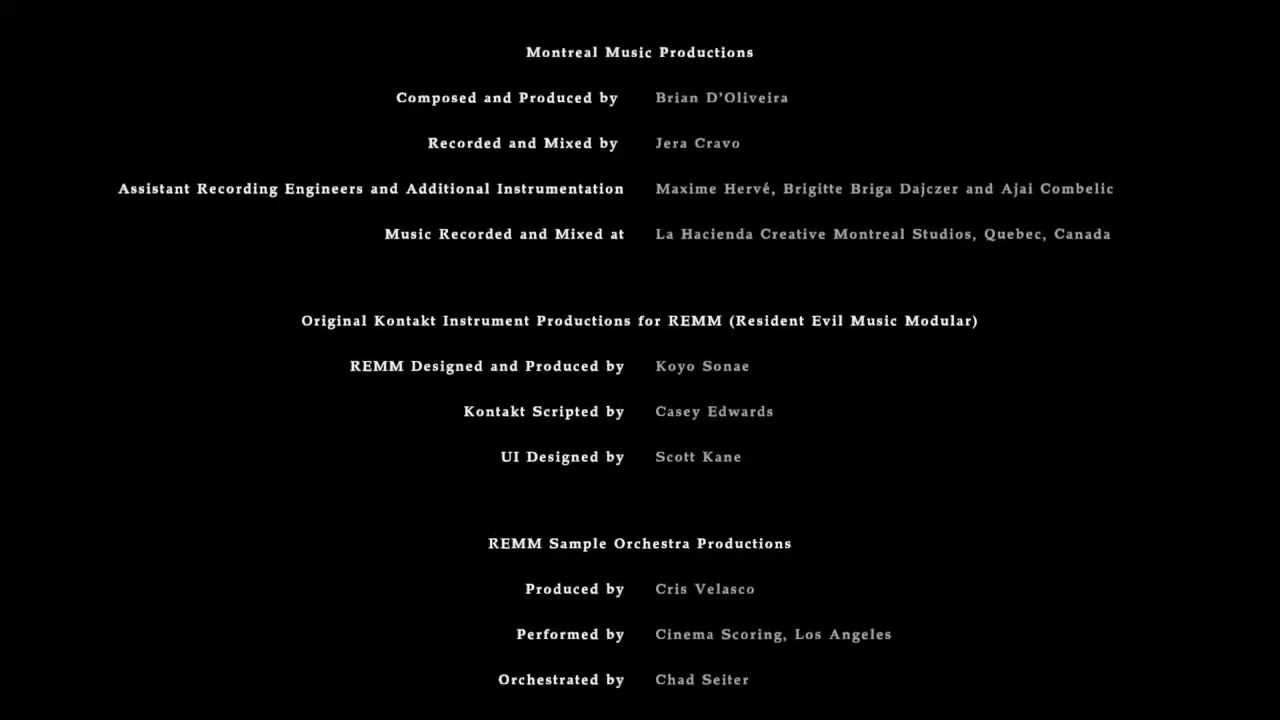 Montreal Music Productions
Composed and Produced by Brian D'Oliveira
Recorded and Mixed by Jera Cravo
Assistant Recording Engineers and Additional Instrumentation Maxime Hervé, Brigitte Briga Dajczer and Ajai Combelic
Music Recorded and Mixed at La Hacienda Creative Montreal Studios, Quebec, Canada
Original Kontakt Instrument Productions for REMM (Resident Evil Music Modular)
REMM Designed and Produced by Koyo Sonae
Kontakt Scripted by Casey Edwards
UI Designed by Scott Kane
REMM Sample Orchestra Productions
Produced by Cris Velasco
Performed by Cinema Scoring, Los Angeles
Orchestrated by Chad Seiter